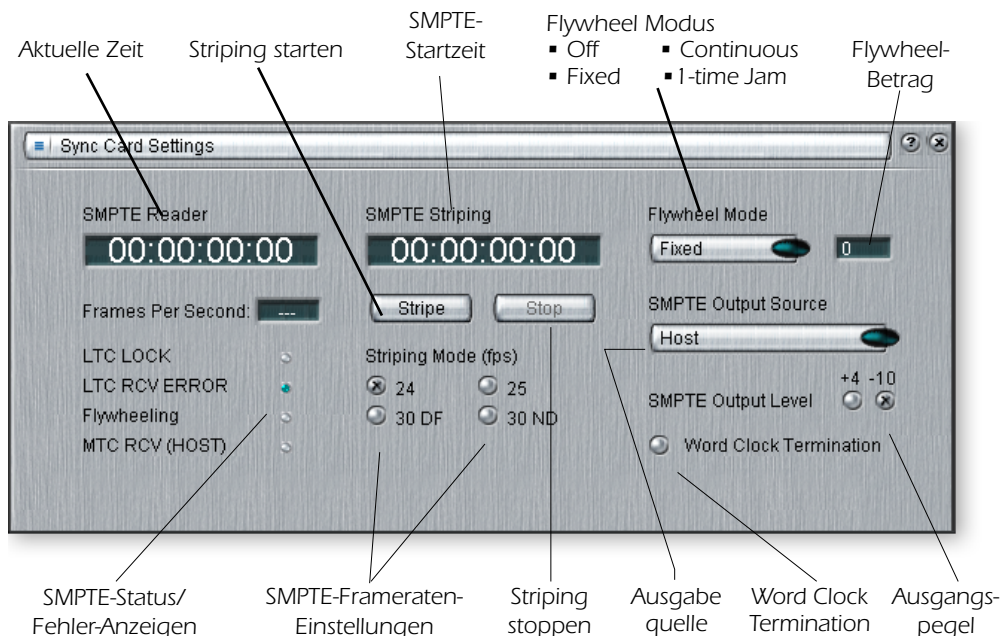 SMPTE-
Startzeit
Flywheel Modus
▪ Off
▪ Continuous
▪ Fixed
▪ 1-time Jam
Aktuelle Zeit
Striping starten
Flywheel-
Betrag
Sync Card Settings
SMPTE Reader
00:00:00:00
Frames Per Second: ---
LTC LOCK
LTC RCV ERROR
Flywheeling
MTC RCV (HOST)
SMPTE Striping
00:00:00:00
Stripe
Stop
Striping Mode (fps)
24
25
30 DF
30 ND
Flywheel Mode
Fixed
0
SMPTE Output Source
Host
+4 -10
SMPTE Output Level
Word Clock Termination
SMPTE-Status/
Fehler-Anzeigen
SMPTE-Frameraten-
Einstellungen
Striping
stoppen
Ausgabe
quelle
Word Clock
Termination
Ausgangs-
pegel